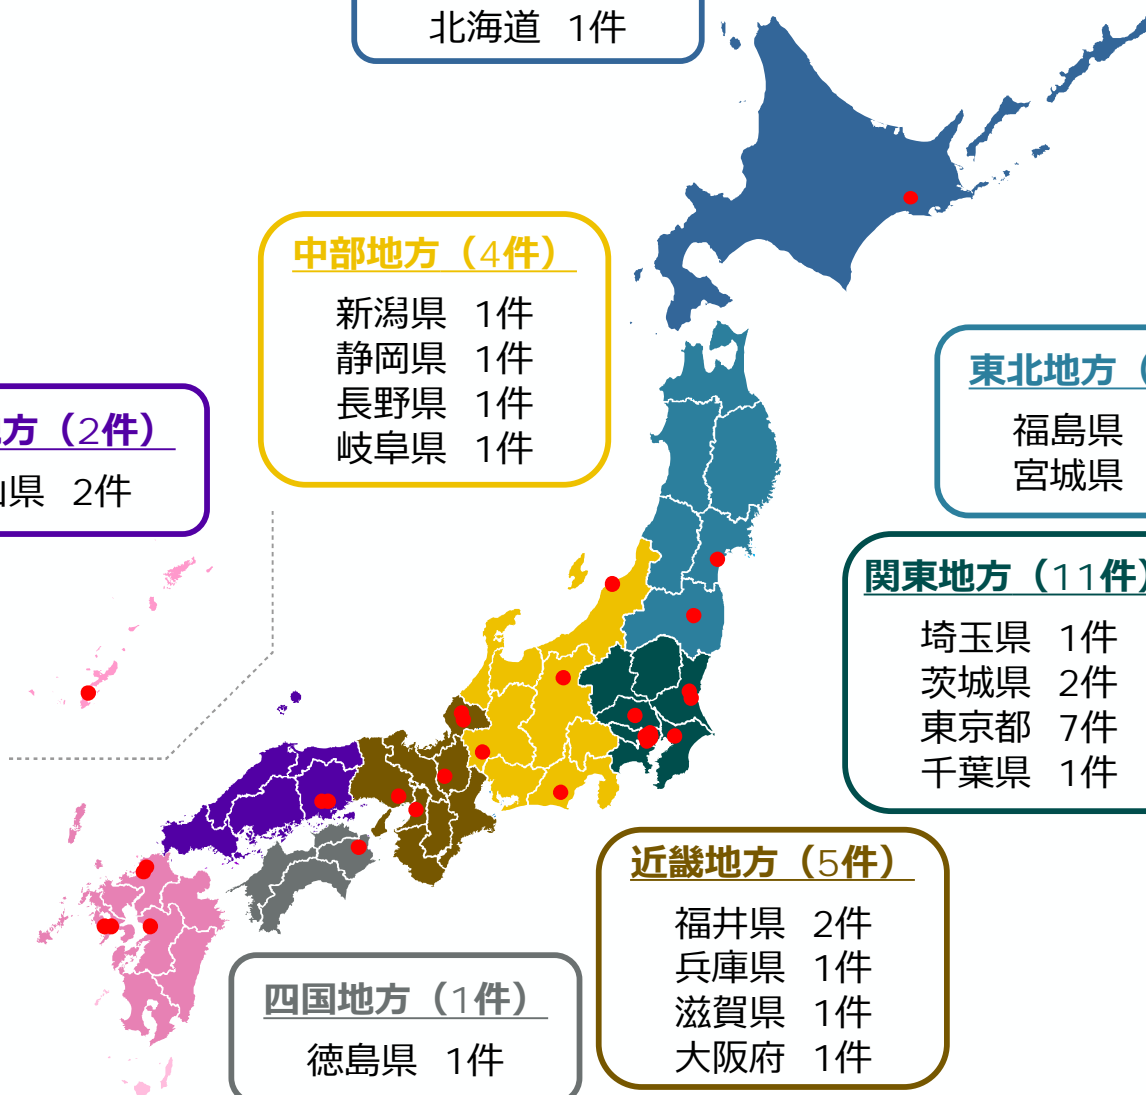 北海道 1件
中部地方（4件）
新潟県 1件
静岡県 1件
長野県 1件
岐阜県 1件
方（2件）
山県 2件
東北地方（
福島県
宮城県
関東地方（11件）
埼玉県 1件
茨城県 2件
東京都 7件
千葉県 1件
近畿地方（5件）
福井県 2件
兵庫県 1件
滋賀県 1件
大阪府 1件
四国地方（1件）
徳島県 1件